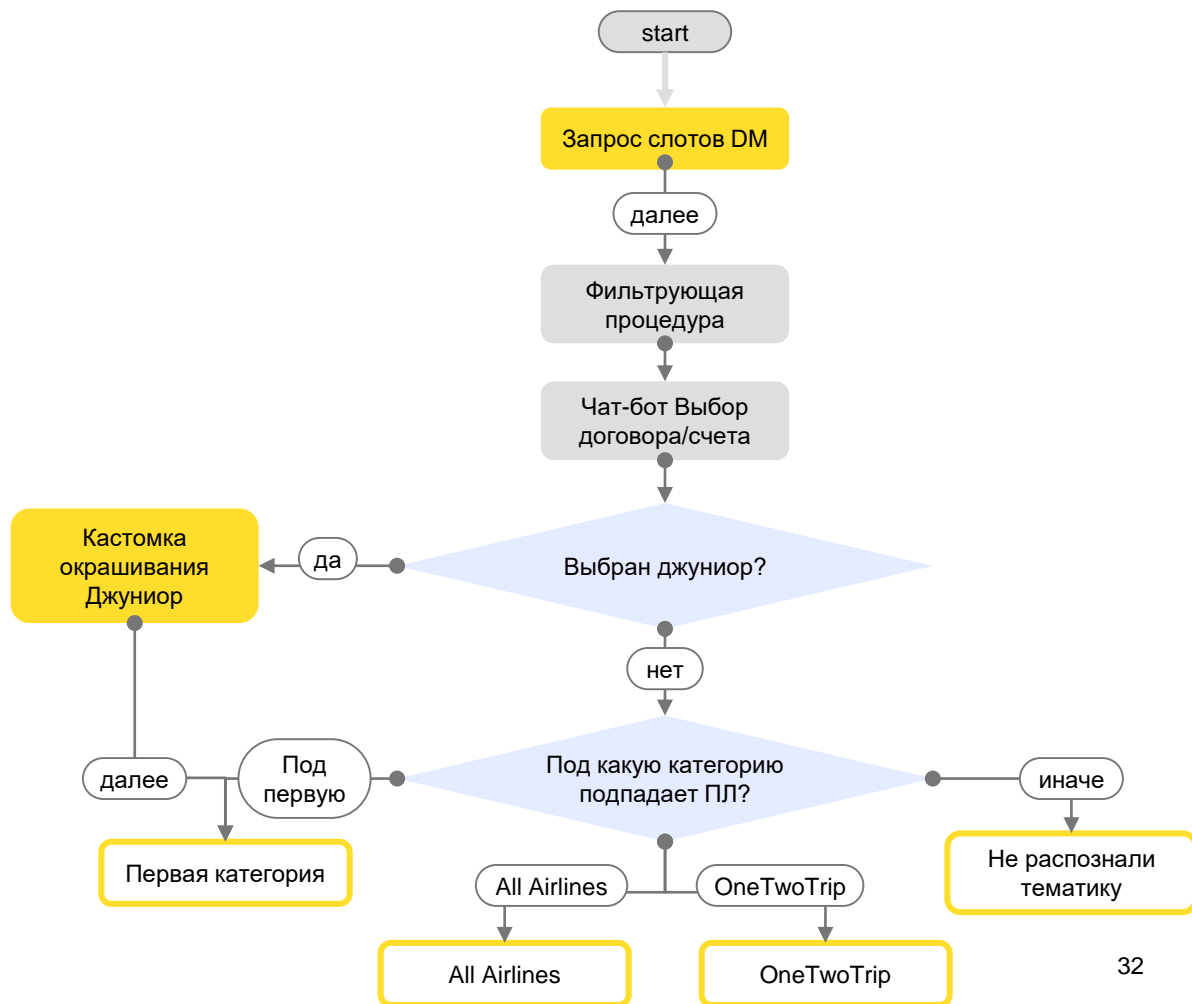 start
Запрос слотов DM
далее
Фильтрующая
процедура
Чат-бот Выбор
договора/счета
Кастомка
окрашивания
Джуниор
да
Выбран джуниор?
нет
далее
Под
первую
Под какую категорию
подпадает ПЛ?
иначе
Первая категория
Не распознали
тематику
All Airlines
OneTwoTrip
All Airlines
OneTwoTrip
32